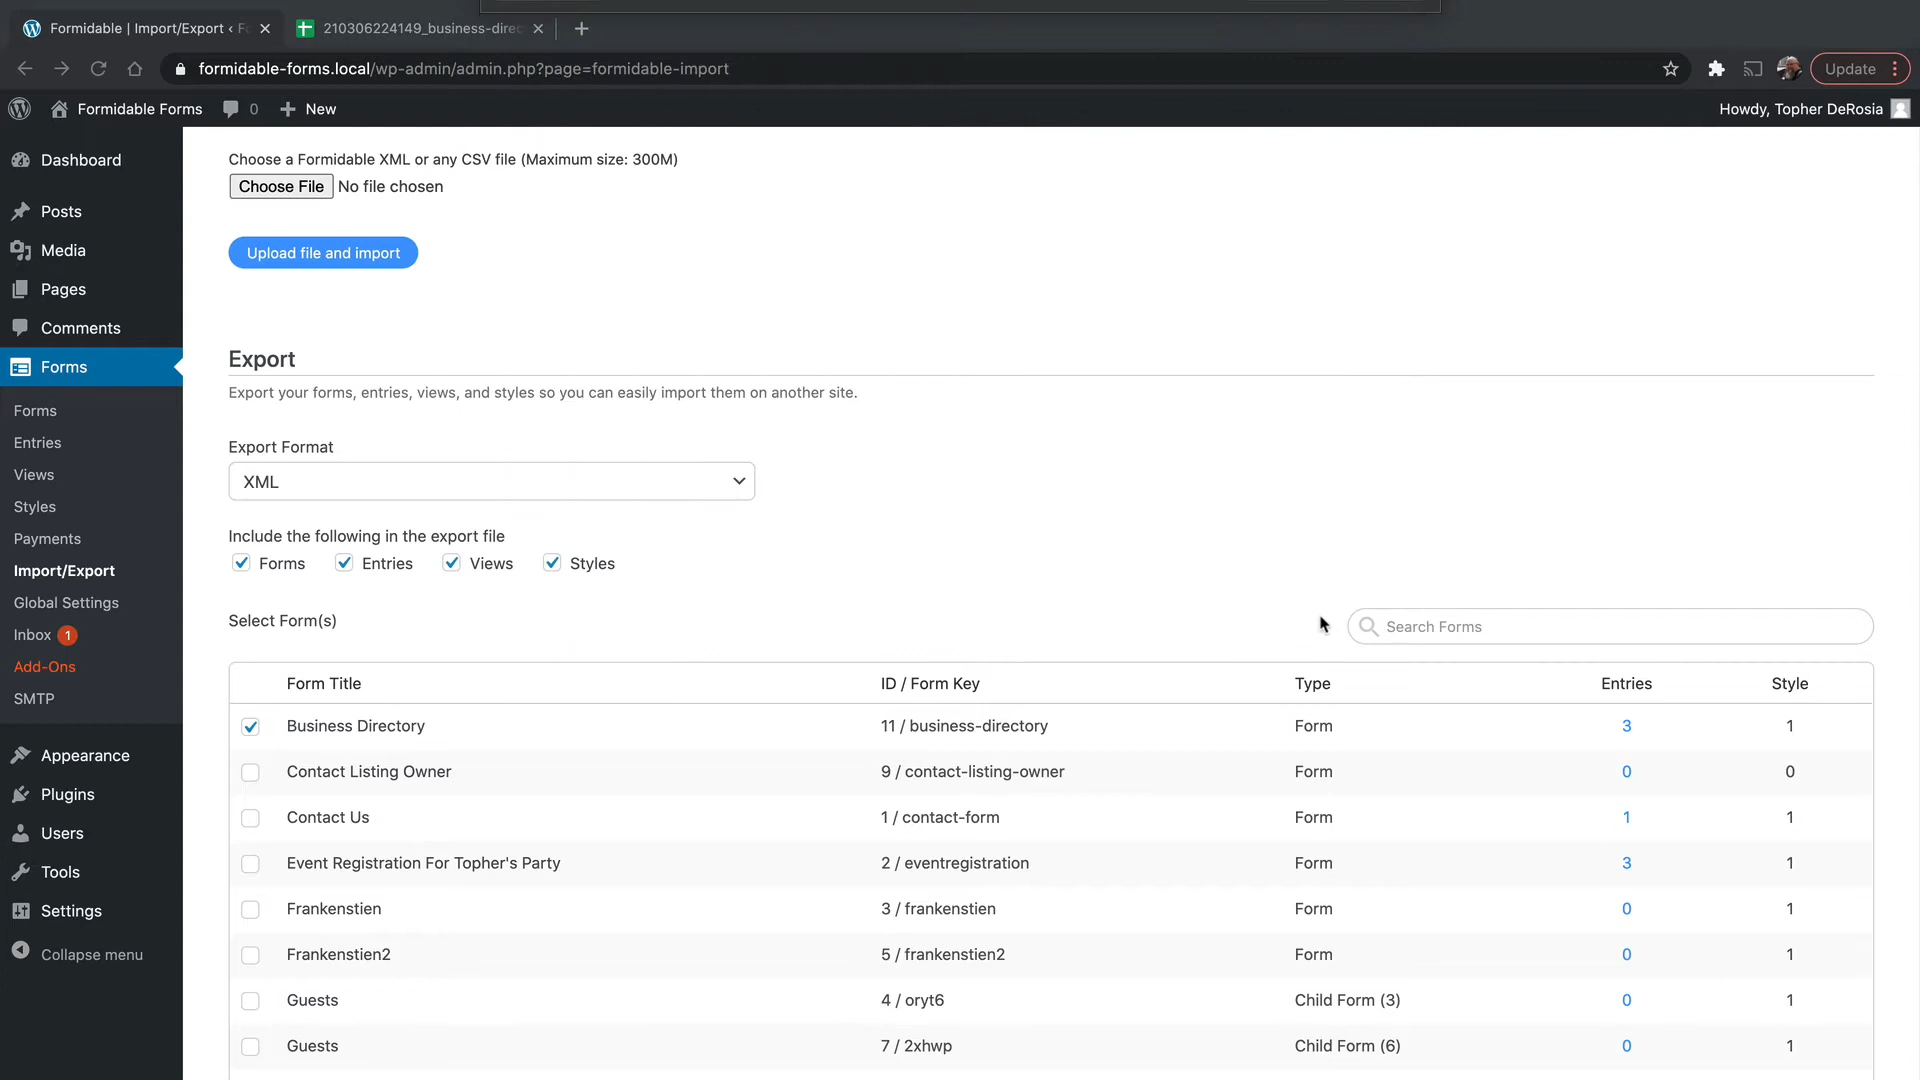 Formidable | Import/Export ‹ Fo
210306224149_business-direc
formidable-forms.local/wp-admin/admin.php?page=formidable-import
Update
Formidable Forms
0
New
Howdy, Topher DeRosia
Dashboard
Posts
Media
Pages
Comments
Forms
Forms
Entries
Views
Styles
Payments
Import/Export
Global Settings
Inbox 1
Add-Ons
SMTP
Appearance
Plugins
Users
Tools
Settings
Collapse menu
Choose a Formidable XML or any CSV file (Maximum size: 300M)
Choose File No file chosen
Upload file and import
Export
Export your forms, entries, views, and styles so you can easily import them on another site.
Export Format
XML
Include the following in the export file
Forms Entries Views Styles
Select Form(s)
Search Forms
Form Title ID / Form Key Type Entries Style
Business Directory 11 / business-directory Form 3 1
Contact Listing Owner 9 / contact-listing-owner Form 0 0
Contact Us 1 / contact-form Form 1 1
Event Registration For Topher's Party 2 / eventregistration Form 3 1
Frankenstien 3 / frankenstien Form 0 1
Frankenstien2 5 / frankenstien2 Form 0 1
Guests 4 / oryt6 Child Form (3) 0 1
Guests 7 / 2xhwp Child Form (6) 0 1